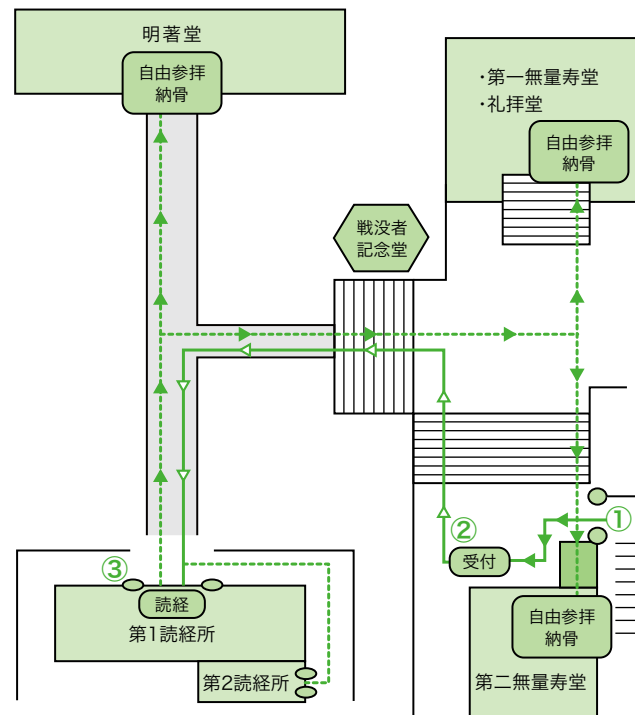 明著堂
自由参拝
納骨
・第一無量寿堂
・礼拝堂
自由参拝
納骨
戦没者
記念堂
①
②
受付
③
読経
第1読経所
第2読経所
自由参拝
納骨
第二無量寿堂